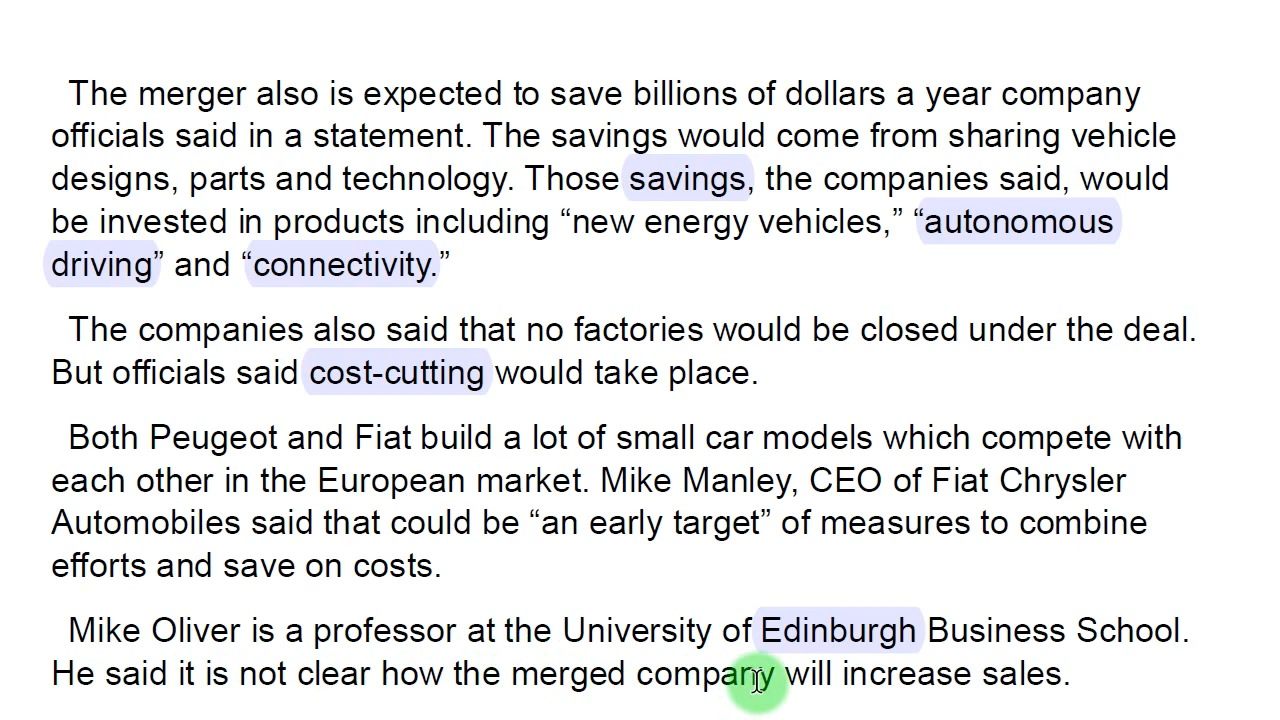 The merger also is expected to save billions of dollars a year company
officials said in a statement. The savings would come from sharing vehicle
designs, parts and technology. Those savings, the companies said, would
be invested in products including “new energy vehicles,” “autonomous
driving” and “connectivity.”
The companies also said that no factories would be closed under the deal.
But officials said cost-cutting would take place.
Both Peugeot and Fiat build a lot of small car models which compete with
each other in the European market. Mike Manley, CEO of Fiat Chrysler
Automobiles said that could be “an early target” of measures to combine
efforts and save on costs.
Mike Oliver is a professor at the University of Edinburgh Business School.
He said it is not clear how the merged company will increase sales.